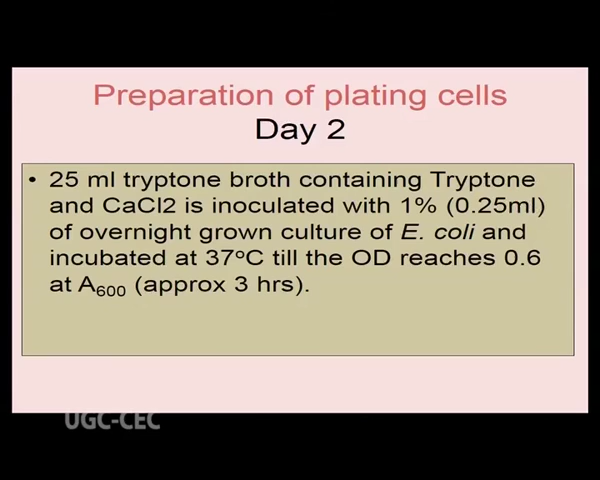 Preparation of plating cells
Day 2
• 25 ml tryptone broth containing Tryptone
and CaCl2 is inoculated with 1% (0.25ml)
of overnight grown culture of E. coli and
incubated at 37°C till the OD reaches 0.6
at A600 (approx 3 hrs).
UGC-CEC